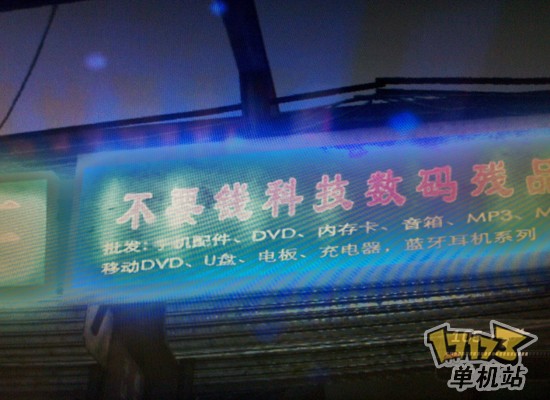 不要钱科技数码残品
批发：手机配件、DVD、内存卡、音箱、MP3、M
移动DVD、U盘、电板、充电器，蓝牙耳机系列
1773
单机站